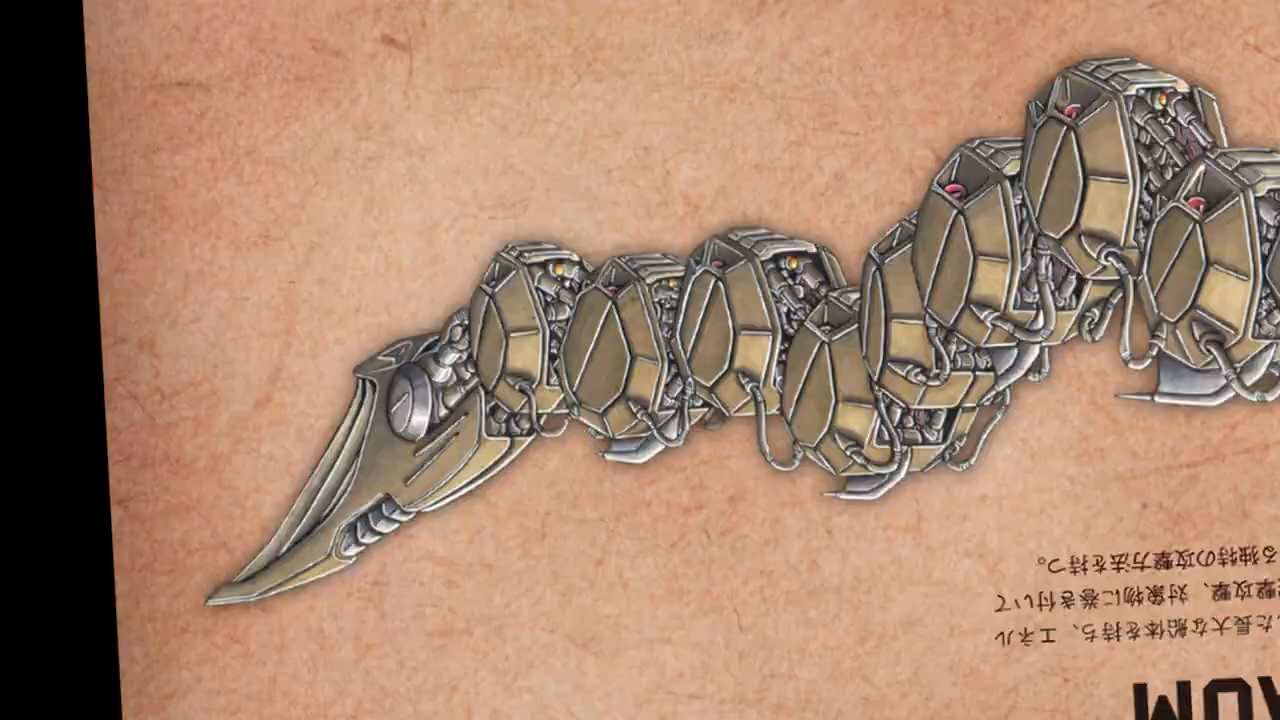 た長大な船体を持ち、エネル
撃攻撃、対象物に巻き付いて
る独特の攻撃方法を持つ。